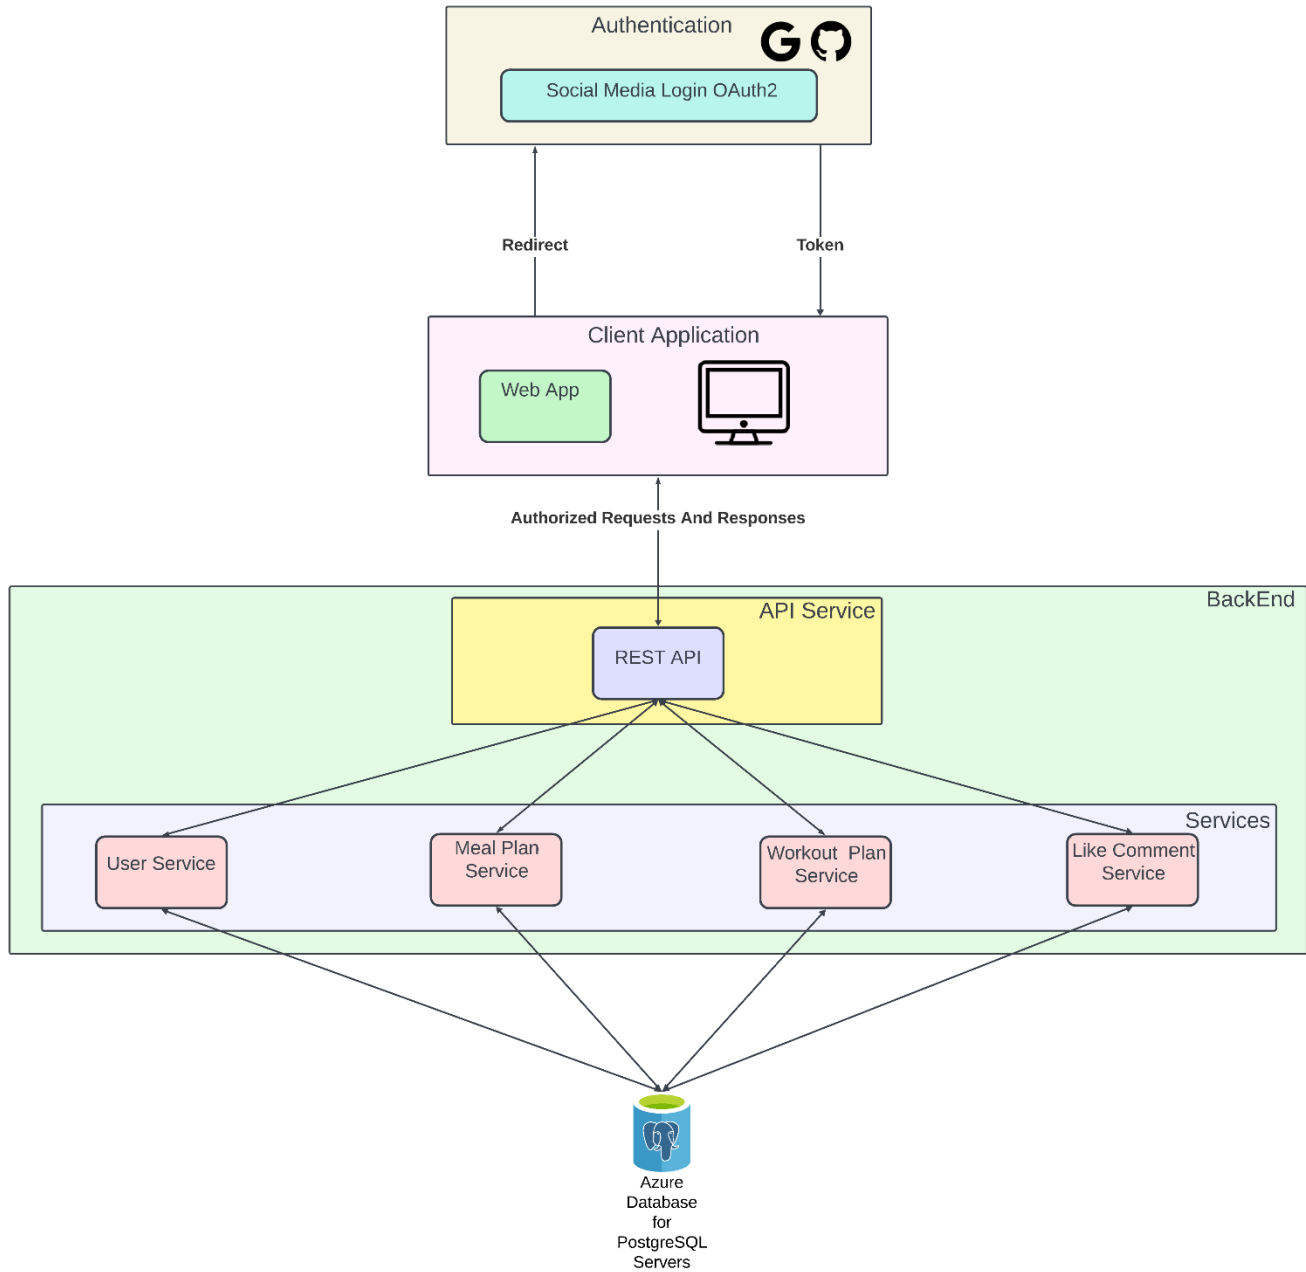 Authentication
Social Media Login OAuth2
Redirect
Token
Client Application
Web App
Authorized Requests And Responses
BackEnd
API Service
REST API
Services
User Service
Meal Plan
Service
Workout Plan
Service
Like Comment
Service
Azure
Database
for
PostgreSQL
Servers